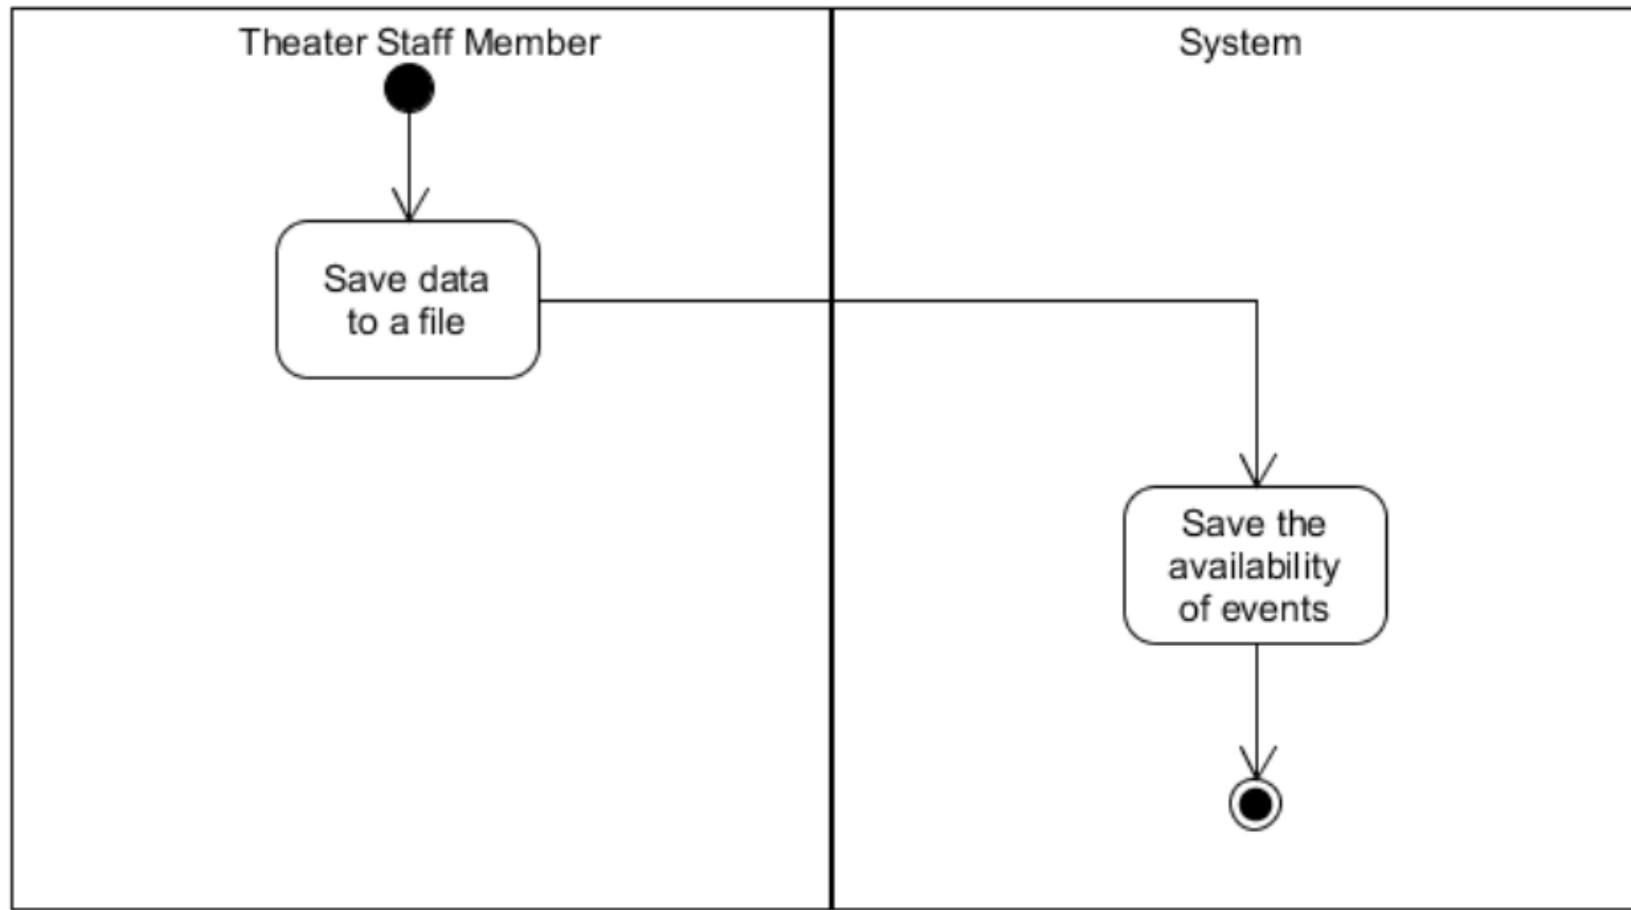 Theater Staff Member
System
Save data
to a file
Save the
availability
of events